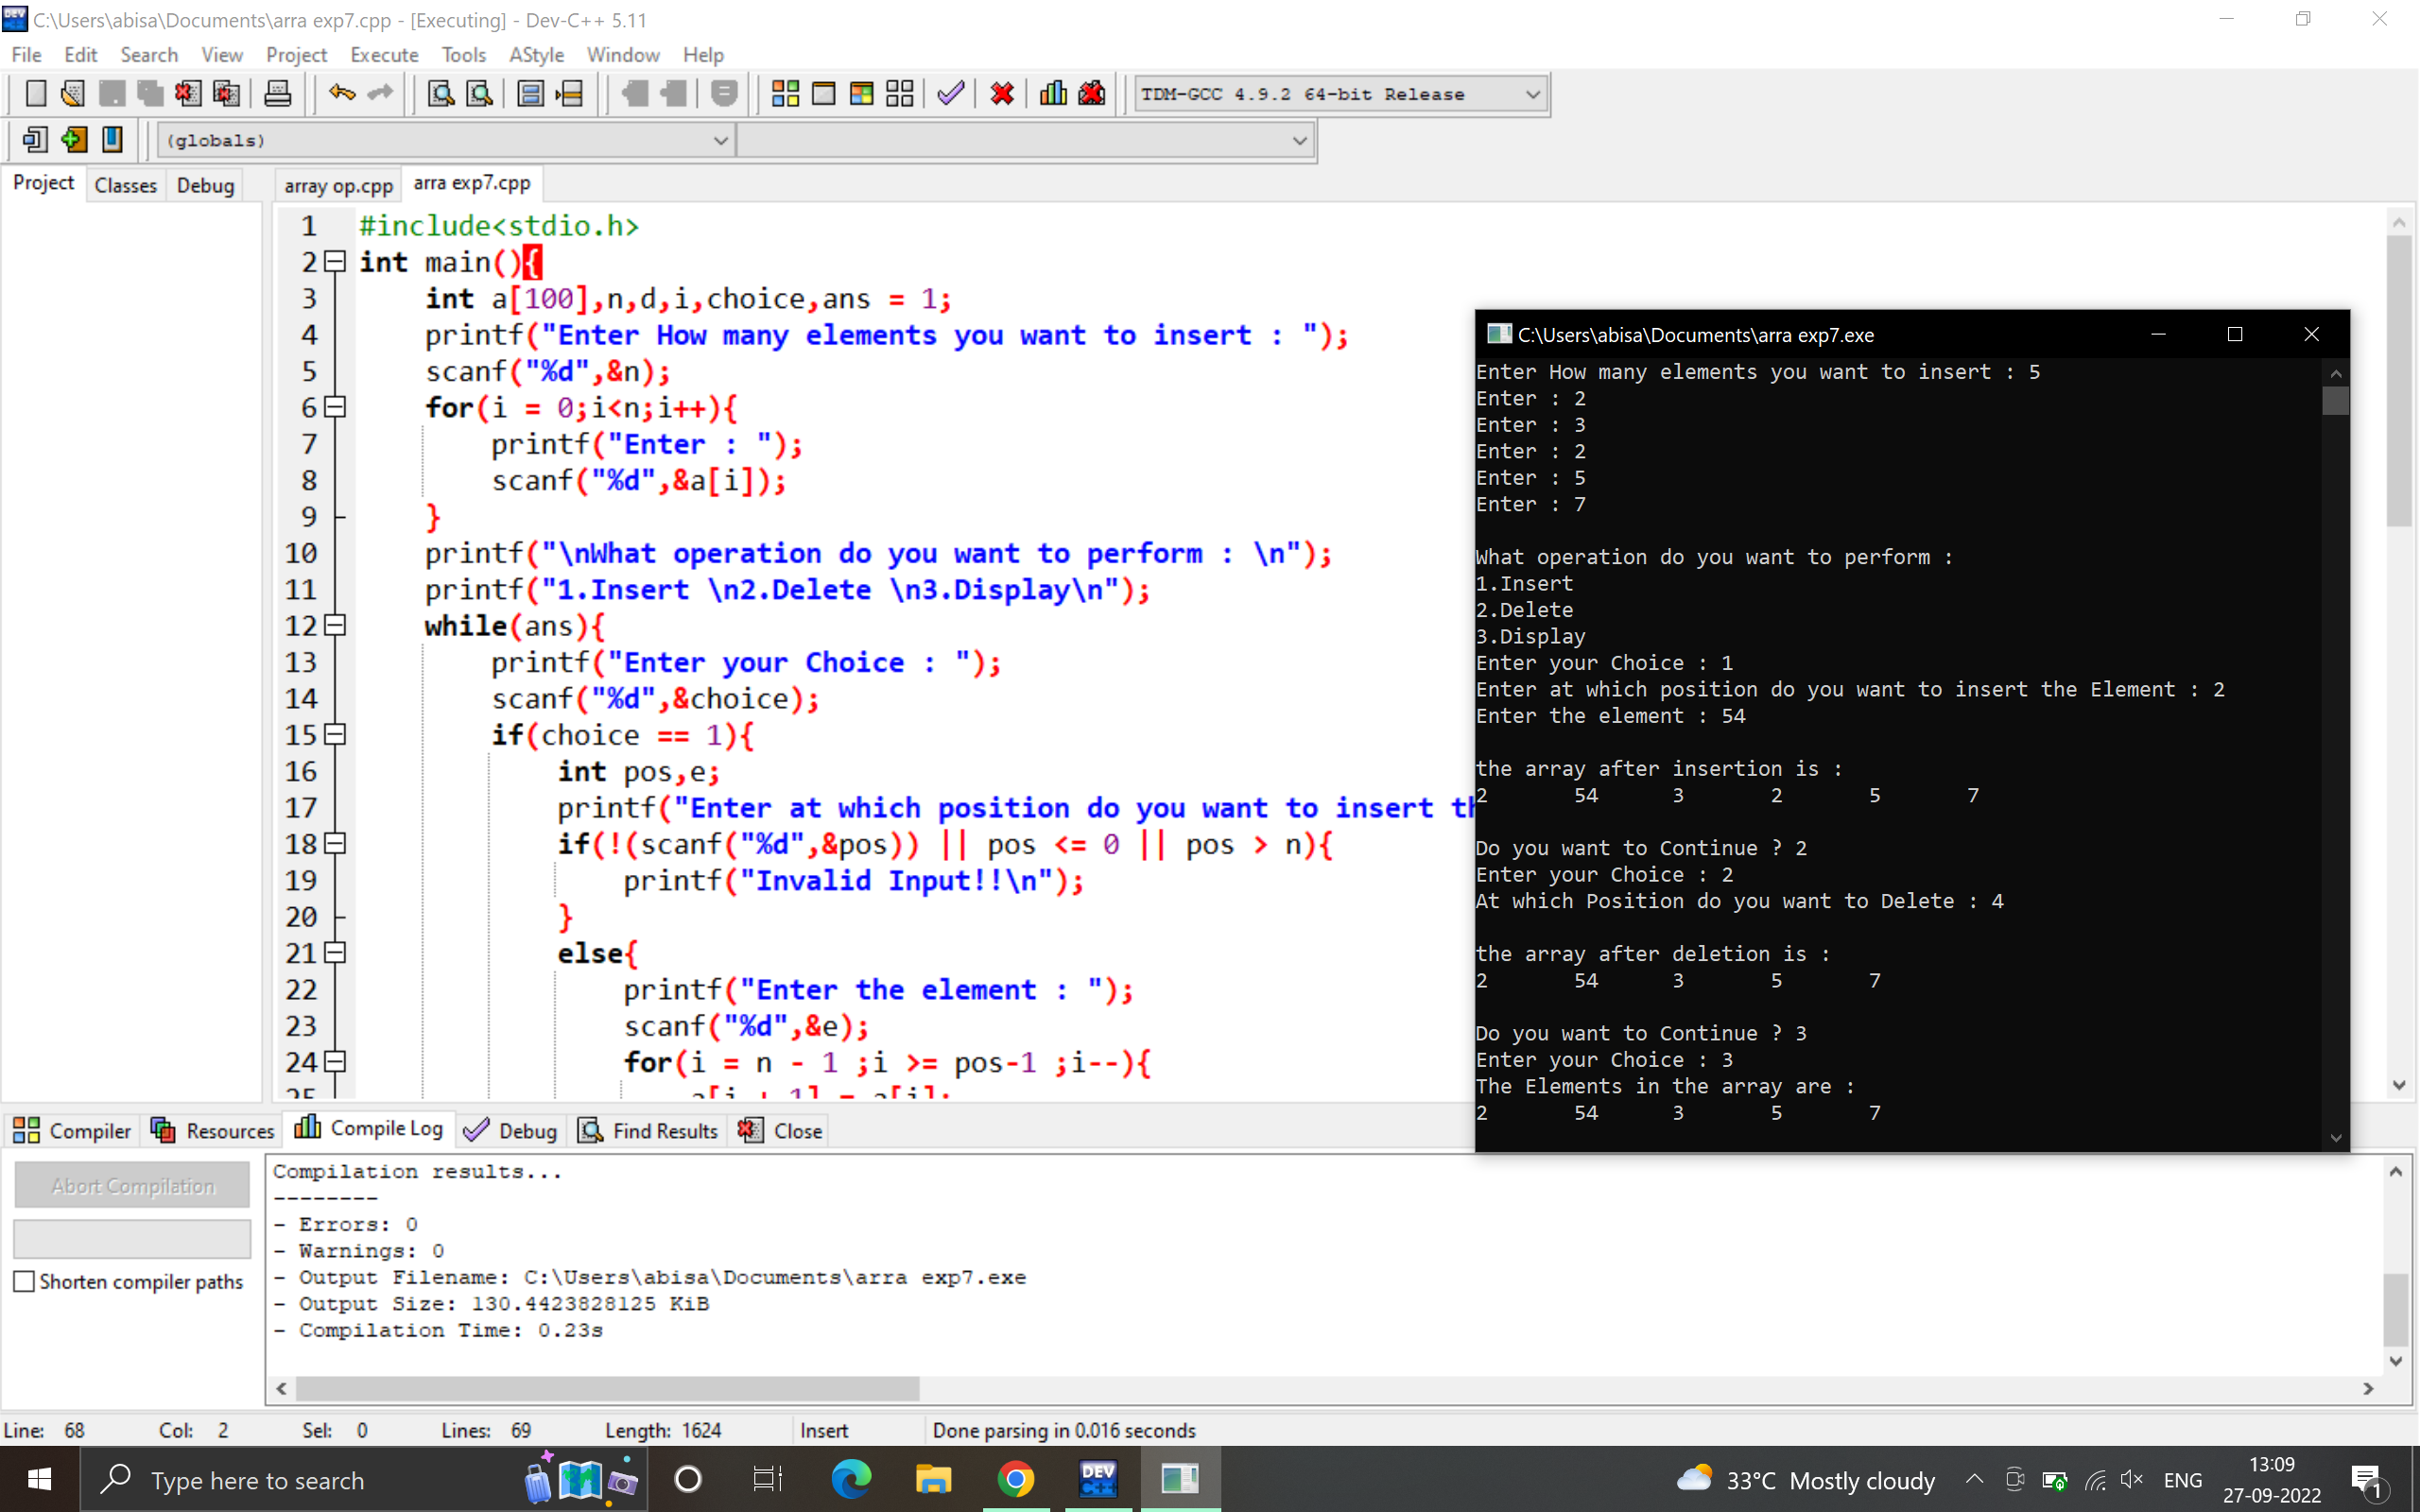 C:\Users\abisa\Documents\arra exp7.cpp - [Executing] - Dev-C++ 5.11
File Edit Search View Project Execute Tools AStyle Window Help
TDM-GCC 4.9.2 64-bit Release
(globals)
Project Classes Debug
array op.cpp arra exp7.cpp
1 #include<stdio.h>
2 int main(){
3 int a[100],n,d,i,choice,ans = 1;
4 printf("Enter How many elements you want to insert : ");
5 scanf("%d",&n);
6 for(i = 0;i<n;i++){
7 printf("Enter : ");
8 scanf("%d",&a[i]);
9 }
10 printf("\nWhat operation do you want to perform : \n");
11 printf("1.Insert \n2.Delete \n3.Display\n");
12 while(ans){
13 printf("Enter your Choice : ");
14 scanf("%d",&choice);
15 if(choice == 1){
16 int pos,e;
17 printf("Enter at which position do you want to insert th
18 if(!(scanf("%d",&pos)) || pos <= 0 || pos > n){
19 printf("Invalid Input!!\n");
20 }
21 else{
22 printf("Enter the element : ");
23 scanf("%d",&e);
24 for(i = n - 1 ;i >= pos-1 ;i--){
25 a[i + 1] = a[i];
C:\Users\abisa\Documents\arra exp7.exe
Enter How many elements you want to insert : 5
Enter : 2
Enter : 3
Enter : 2
Enter : 5
Enter : 7
What operation do you want to perform :
1.Insert
2.Delete
3.Display
Enter your Choice : 1
Enter at which position do you want to insert the Element : 2
Enter the element : 54
the array after insertion is :
2 54 3 2 5 7
Do you want to Continue ? 2
Enter your Choice : 2
At which Position do you want to Delete : 4
the array after deletion is :
2 54 3 5 7
Do you want to Continue ? 3
Enter your Choice : 3
The Elements in the array are :
2 54 3 5 7
Compiler Resources Compile Log Debug Find Results Close
Abort Compilation
Shorten compiler paths
Compilation results...
--------
- Errors: 0
- Warnings: 0
- Output Filename: C:\Users\abisa\Documents\arra exp7.exe
- Output Size: 130.4423828125 KiB
- Compilation Time: 0.23s
Line: 68 Col: 2 Sel: 0 Lines: 69 Length: 1624 Insert Done parsing in 0.016 seconds
Type here to search
DEV C++
33°C Mostly cloudy
ENG
13:09
27-09-2022
1